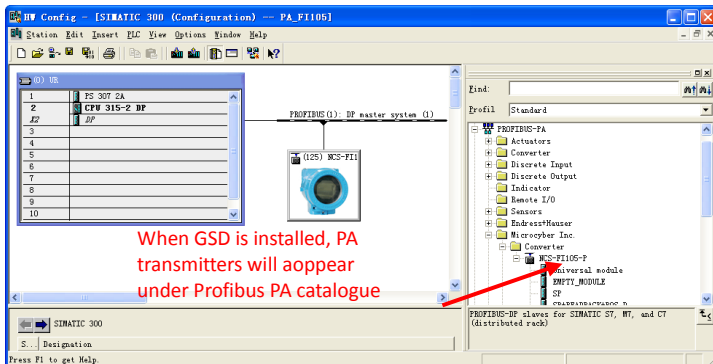 HW Config - [SIMATIC 300 (Configuration) -- PA_FI105]
Station Edit Insert PLC View Options Window Help
(0) UR
1 PS 307 2A
2 CPU 315-2 DP
X2 DP
3
4
5
6
7
8
9
10
PROFIBUS(1): DP master system (1)
(125) NCS-FI1
When GSD is installed, PA
transmitters will aoppear
under Profibus PA catalogue
Find:
Profil Standard
PROFIBUS-PA
Actuators
Converter
Discrete Input
Discrete Output
Indicator
Remote I/O
Sensors
Endress+Hauser
Microcyber Inc.
Converter
NCS-FI105-P
Universal module
EMPTY_MODULE
SP
PROFIBUS-DP slaves for SIMATIC S7, M7, and C7
(distributed rack)
SIMATIC 300
S... Designation
Press F1 to get Help.